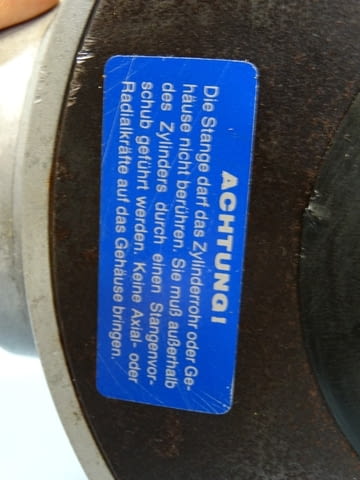 ACHTUNG!
Die Stange darf das Zylinderrohr oder Ge-
häuse nicht berühren. Sie muß außerhalb
des Zylinders durch einen Stangenvor-
schub geführt werden. Keine Axial- oder
Radialkräfte auf das Gehäuse bringen.